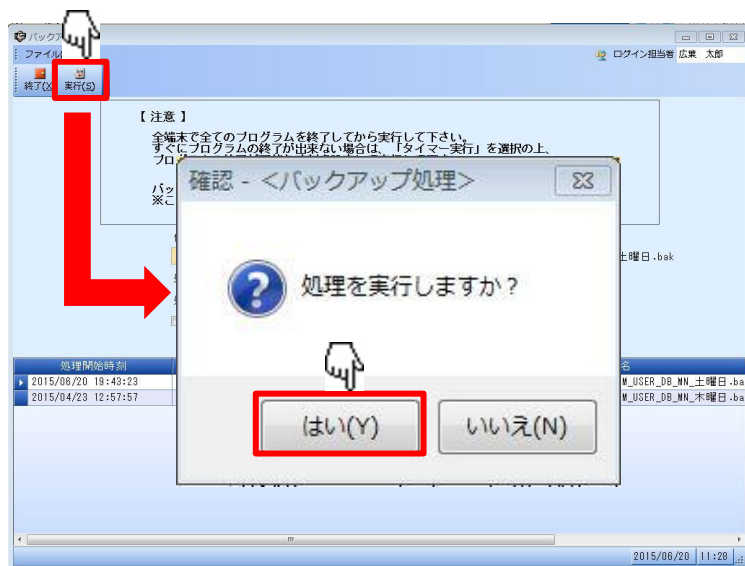 バックア
ファイル
ログイン担当者 広業 太郎
終了(X) 実行(S)
【 注意 】
全端末で全てのプログラムを終了してから実行して下さい。
すぐにプログラムの終了が出来ない場合は、「タイマー実行」を選択の上、
プロ
バッ
※こ
確認 - <バックアップ処理>
処理を実行しますか？
はい(Y)
いいえ(N)
土曜日.bak
処理開始時刻
名
2015/06/20 19:43:23
M_USER_DB_MN_土曜日.ba
2015/04/23 12:57:57
M_USER_DB_MN_木曜日.ba
2015/06/20 11:28